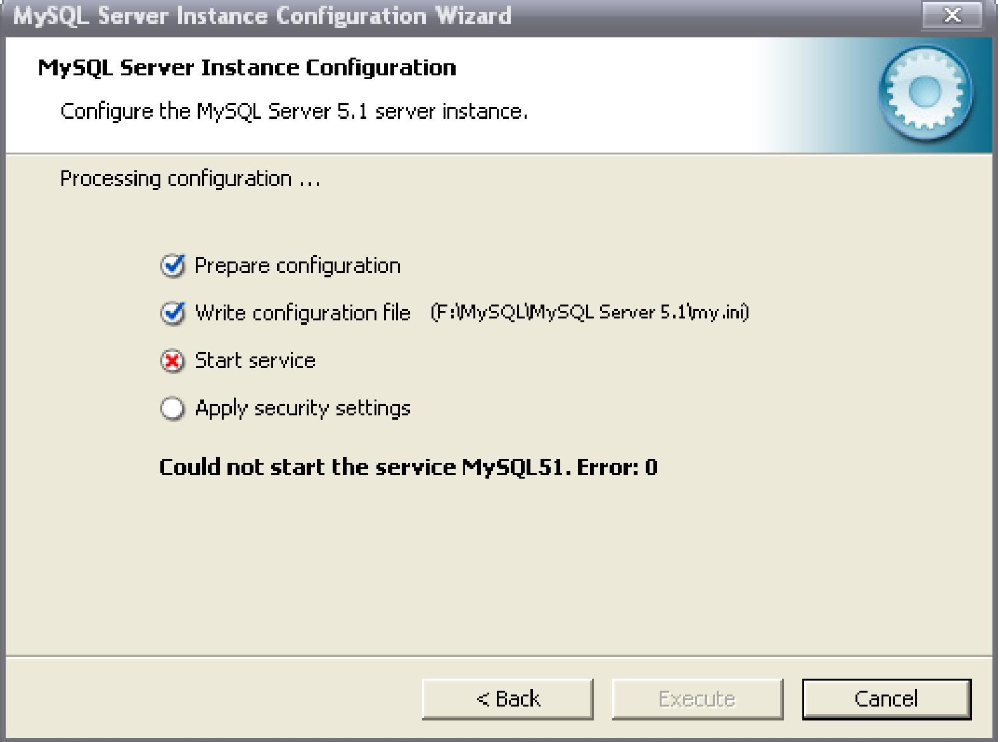 MySQL Server Instance Configuration Wizard
MySQL Server Instance Configuration
Configure the MySQL Server 5.1 server instance.
Processing configuration ...
Prepare configuration
Write configuration file (F:\MySQL\MySQL Server 5.1\my.ini)
Start service
Apply security settings
Could not start the service MySQL51. Error: 0
< Back Execute Cancel